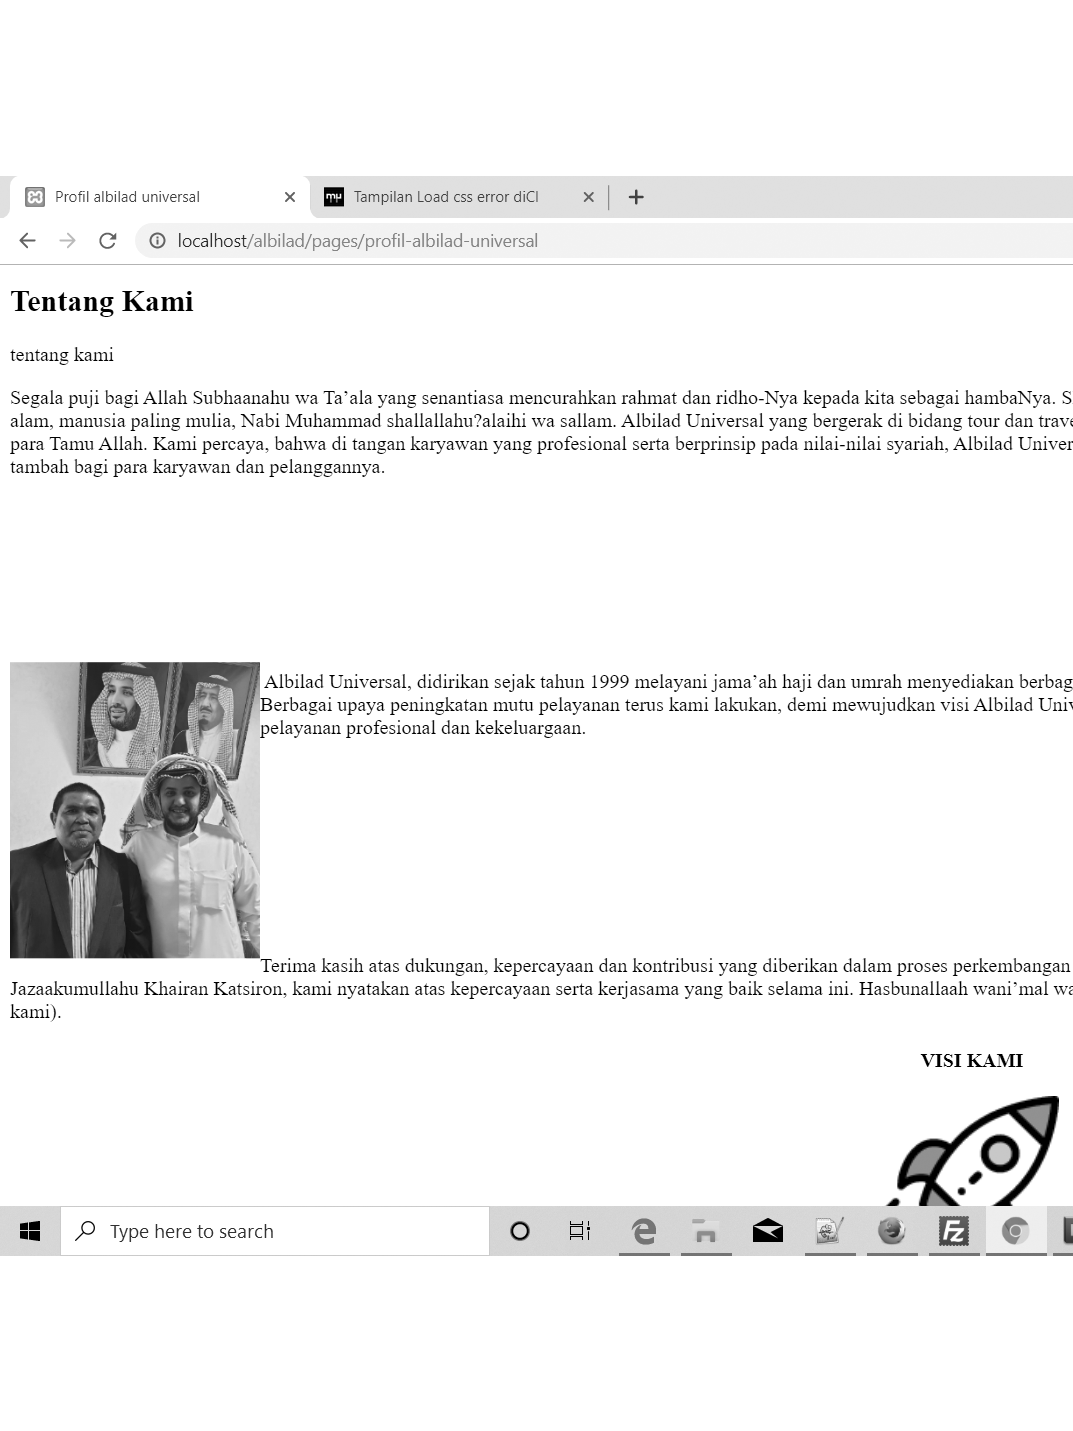 Profil albilad universal
Tampilan Load css error diCI
localhost/albilad/pages/profil-albilad-universal
Tentang Kami
tentang kami
Segala puji bagi Allah Subhaanahu wa Ta’ala yang senantiasa mencurahkan rahmat dan ridho-Nya kepada kita sebagai hambaNya. S
alam, manusia paling mulia, Nabi Muhammad shallallahu?alaihi wa sallam. Albilad Universal yang bergerak di bidang tour dan trave
para Tamu Allah. Kami percaya, bahwa di tangan karyawan yang profesional serta berprinsip pada nilai-nilai syariah, Albilad Univer
tambah bagi para karyawan dan pelanggannya.
Albilad Universal, didirikan sejak tahun 1999 melayani jama’ah haji dan umrah menyediakan berbag
Berbagai upaya peningkatan mutu pelayanan terus kami lakukan, demi mewujudkan visi Albilad Univ
pelayanan profesional dan kekeluargaan.
Terima kasih atas dukungan, kepercayaan dan kontribusi yang diberikan dalam proses perkembangan
Jazaakumullahu Khairan Katsiron, kami nyatakan atas kepercayaan serta kerjasama yang baik selama ini. Hasbunallaah wani’mal wa
kami).
VISI KAMI
Type here to search